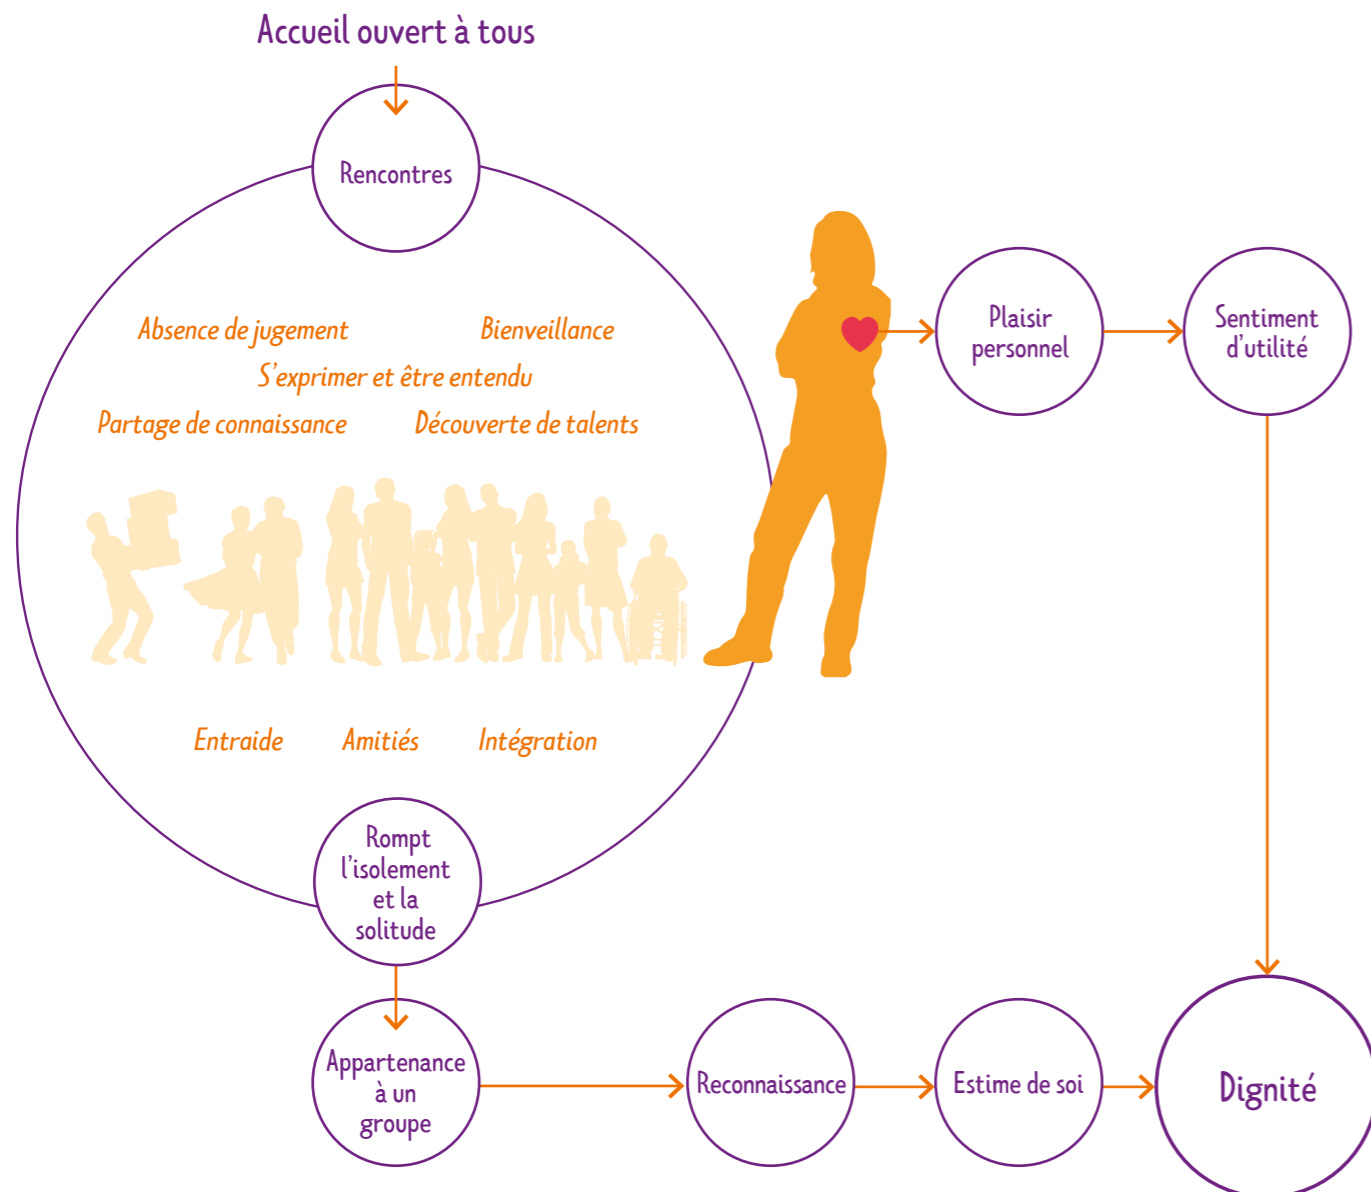 Accueil ouvert à tous
Rencontres
Absence de jugement
Bienveillance
S'exprimer et être entendu
Partage de connaissance
Découverte de talents
Plaisir
personnel
Sentiment
d'utilité
Entraide
Amitiés
Intégration
Rompt
l'isolement
et la
solitude
Appartenance
à un
groupe
Reconnaissance
Estime de soi
Dignité